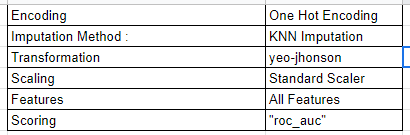 Encoding One Hot Encoding
Imputation Method : KNN Imputation
Transformation yeo-jhonson
Scaling Standard Scaler
Features All Features
Scoring "roc_auc"